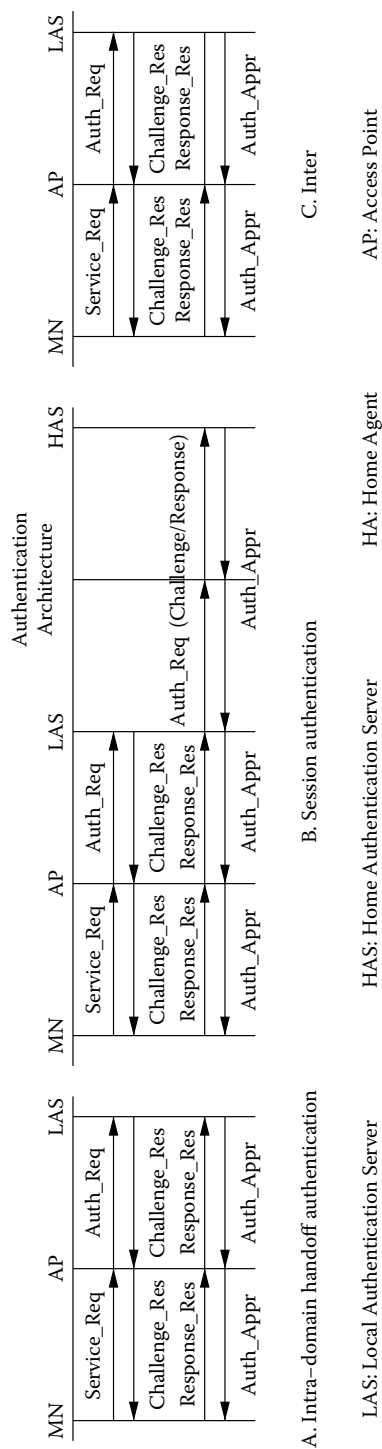 MN
AP
LAS
Service_Req
Auth_Req
Challenge_Res
Challenge_Res
Response_Res
Response_Res
Auth_Appr
Auth_Appr
A. Intra–domain handoff authentication
MN
AP
LAS
Authentication
Architecture
HAS
Service_Req
Auth_Req
Challenge_Res
Challenge_Res
Response_Res
Response_Res
Auth_Req (Challenge/Response)
Auth_Appr
Auth_Appr
Auth_Appr
B. Session authentication
MN
AP
LAS
Service_Req
Auth_Req
Challenge_Res
Challenge_Res
Response_Res
Response_Res
Auth_Appr
Auth_Appr
C. Inter
LAS: Local Authentication Server
HAS: Home Authentication Server
HA: Home Agent
AP: Access Point